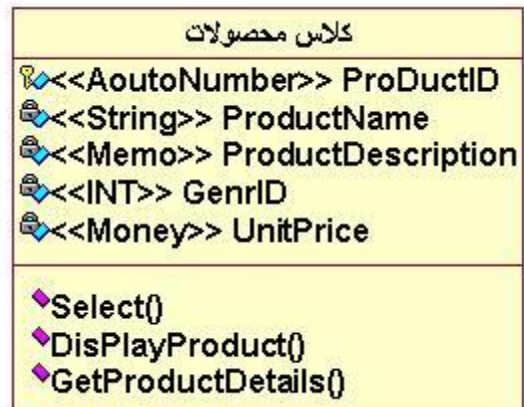 کلاس محصولات
<<AoutoNumber>> ProDuctID
<<String>> ProductName
<<Memo>> ProductDescription
<<INT>> GenrID
<<Money>> UnitPrice
Select()
DisPlayProduct()
GetProductDetails()